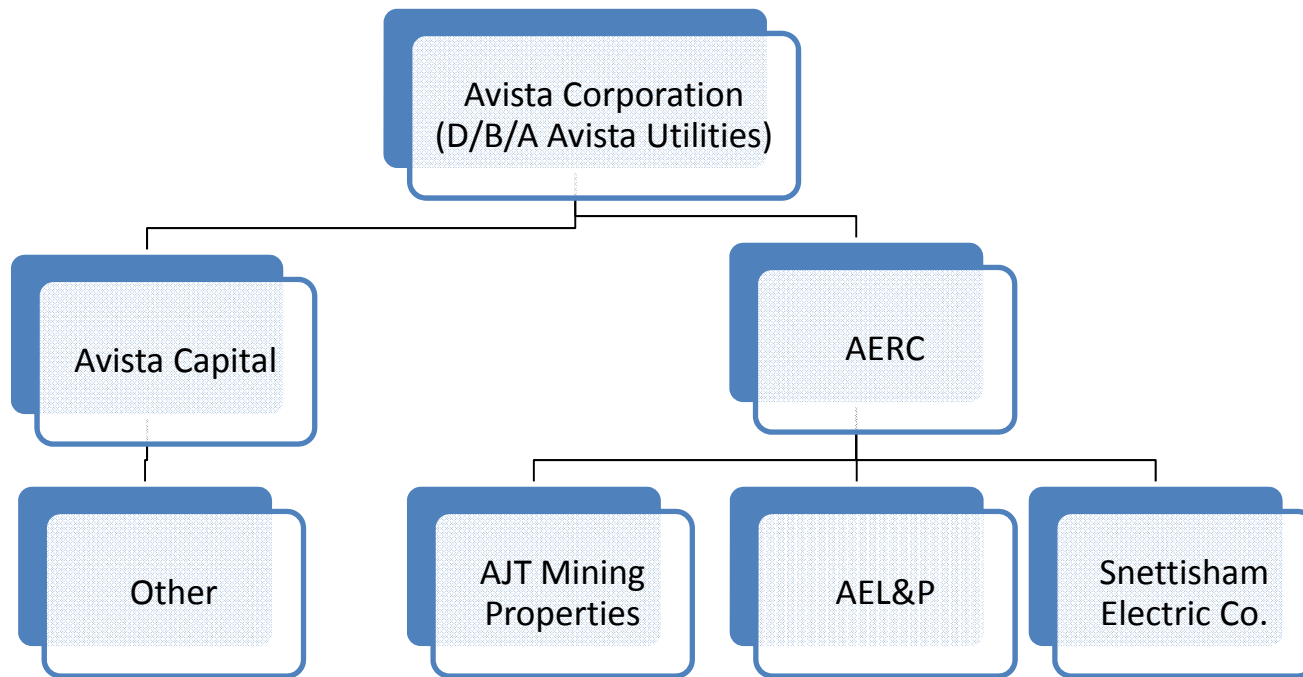 Avista Corporation
(D/B/A Avista Utilities)
Avista Capital
AERC
Other
AJT Mining
Properties
AEL&P
Snettisham
Electric Co.